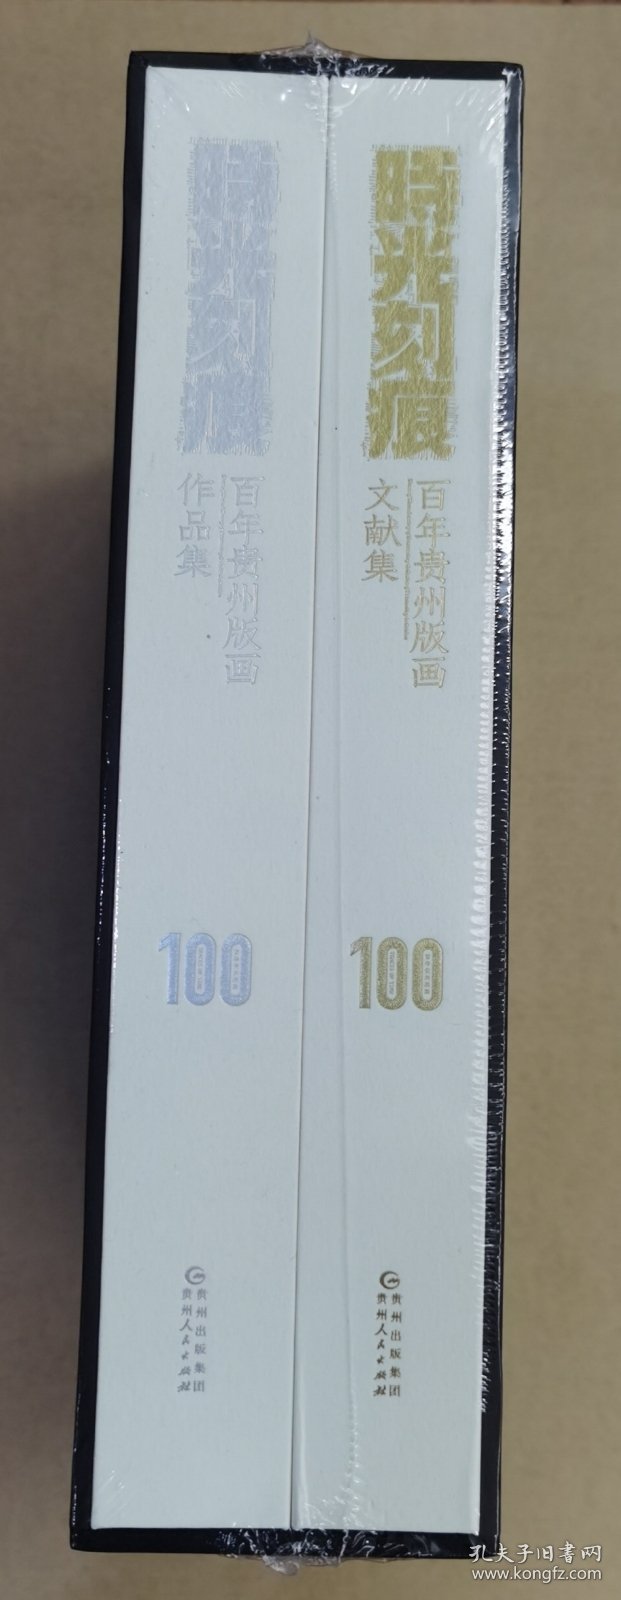 時光刻痕
百年贵州版画
文献集
100
贵州出版集团
贵州人民出版社
時光刻痕
百年贵州版画
作品集
100
贵州出版集团
贵州人民出版社
孔夫子旧书网
www.kongfz.com